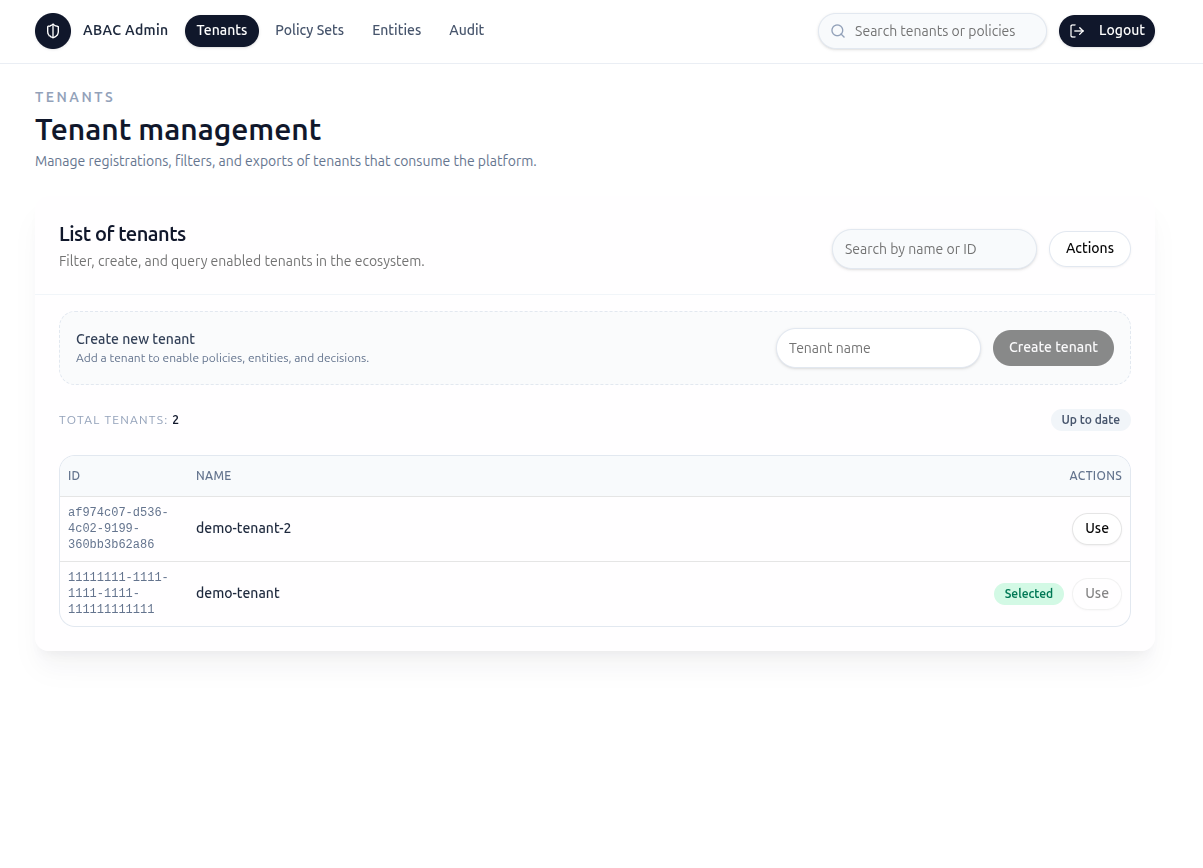 ABAC Admin
Tenants
Policy Sets
Entities
Audit
Search tenants or policies
Logout
TENANTS
Tenant management
Manage registrations, filters, and exports of tenants that consume the platform.
List of tenants
Filter, create, and query enabled tenants in the ecosystem.
Search by name or ID
Actions
Create new tenant
Add a tenant to enable policies, entities, and decisions.
Tenant name
Create tenant
TOTAL TENANTS: 2
Up to date
ID NAME ACTIONS
af974c07-d536-
4c02-9199-
360bb3b62a86
demo-tenant-2
Use
11111111-1111-
1111-1111-
111111111111
demo-tenant
Selected
Use